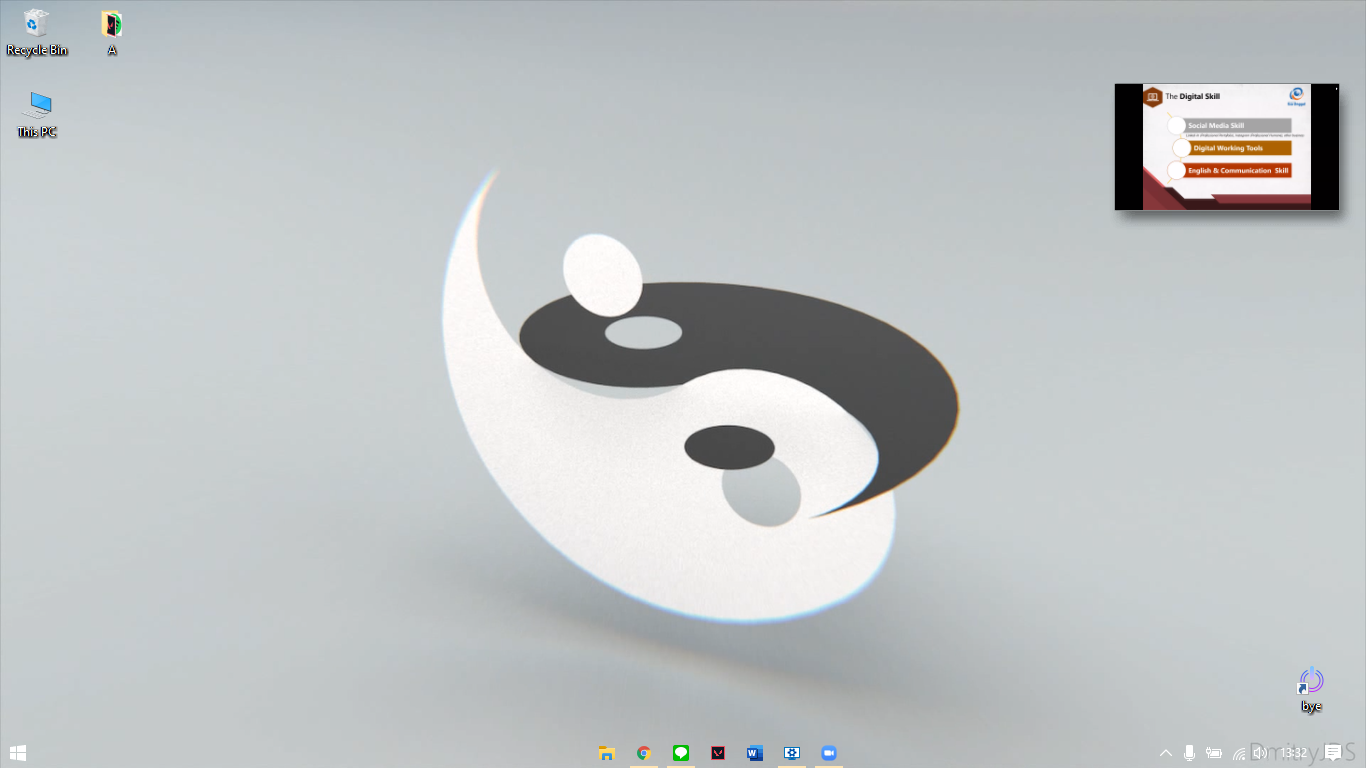 Recycle Bin
A
This PC
The Digital Skill
Social Media Skill
Digital Working Tools
English & Communication Skill
bye
13:32